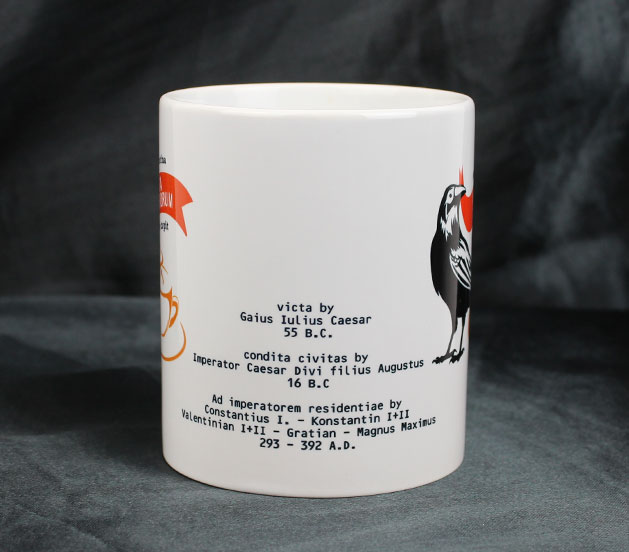 victa by
Gaius Iulius Caesar
55 B.C.
condita civitas by
Imperator Caesar Divi filius Augustus
16 B.C
Ad imperatorem residentiae by
Constantius I. - Konstantin I+II
Valentinian I+II - Gratian - Magnus Maximus
293 - 392 A.D.